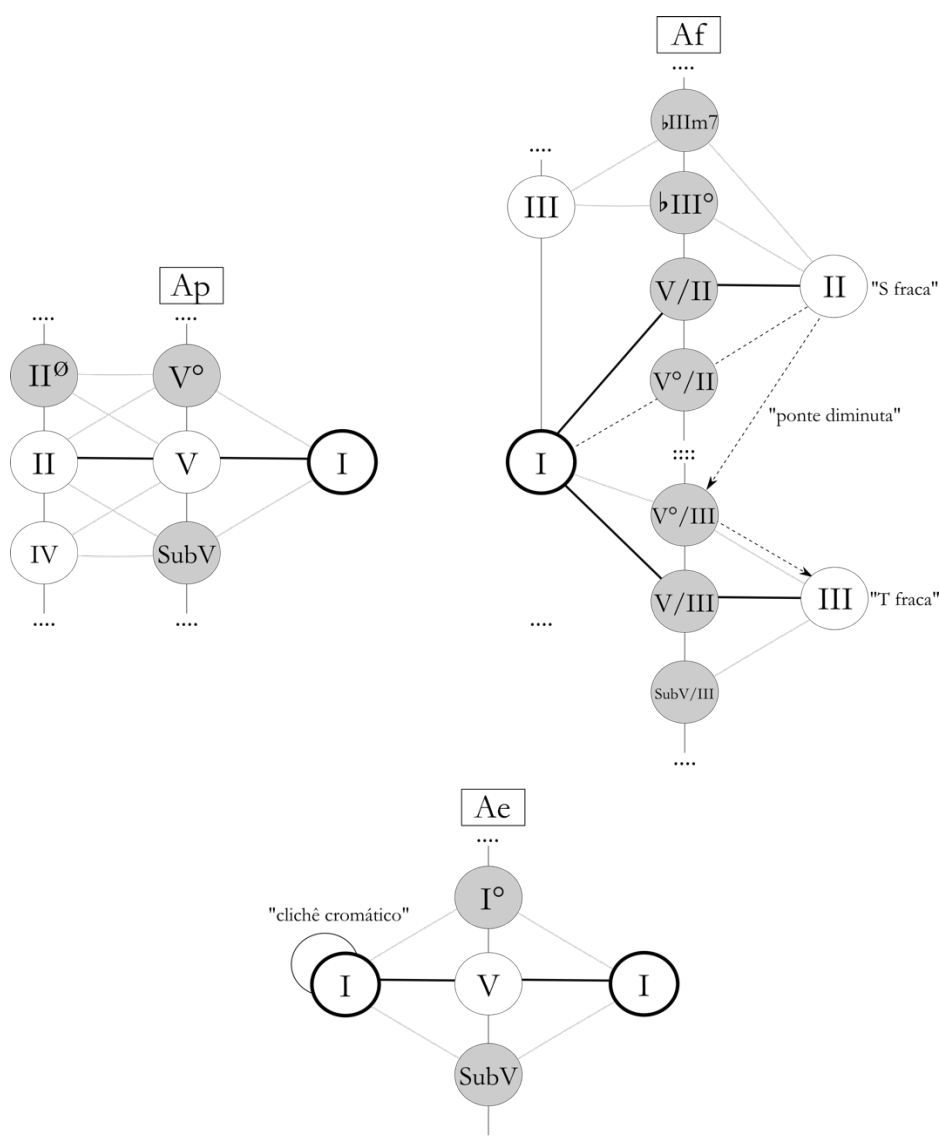 Af
....
♭IIIm7
....
III
♭III°
V/II
II
"S fraca"
V°/II
"ponte diminuta"
I
::::
V°/III
V/III
III
"T fraca"
....
SubV/III
....
Ap
....
....
IIø
V°
II
V
I
IV
SubV
....
....
Ae
....
I°
"clichê cromático"
I
V
I
SubV